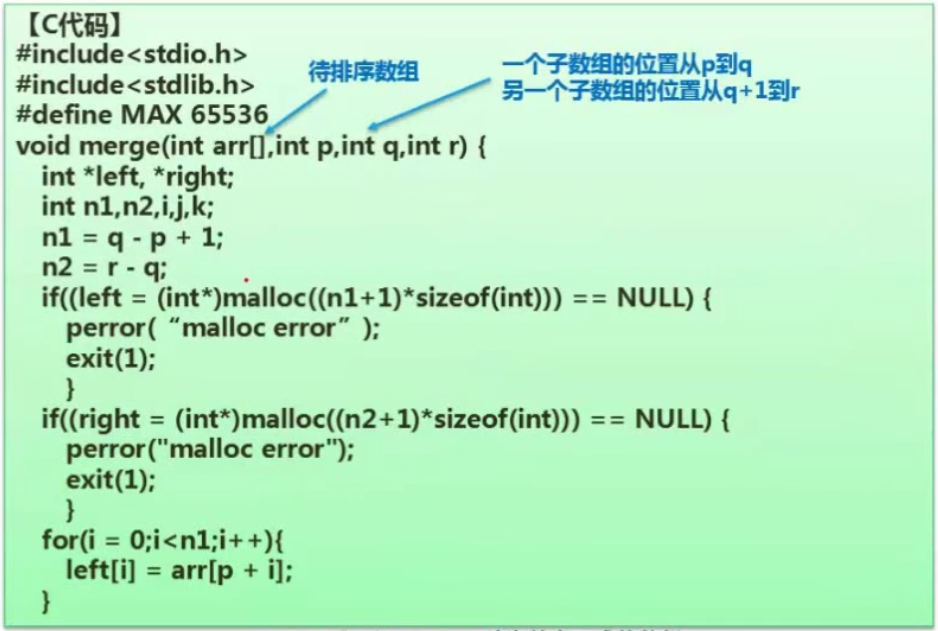 【C代码】
#include<stdio.h>
#include<stdlib.h>
#define MAX 65536
待排序数组
一个子数组的位置从p到q
另一个子数组的位置从q+1到r
void merge(int arr[],int p,int q,int r) {
int *left, *right;
int n1,n2,i,j,k;
n1 = q - p + 1;
n2 = r - q;
if((left = (int*)malloc((n1+1)*sizeof(int))) == NULL) {
perror(“malloc error”);
exit(1);
}
if((right = (int*)malloc((n2+1)*sizeof(int))) == NULL) {
perror("malloc error");
exit(1);
}
for(i = 0;i<n1;i++){
left[i] = arr[p + i];
}